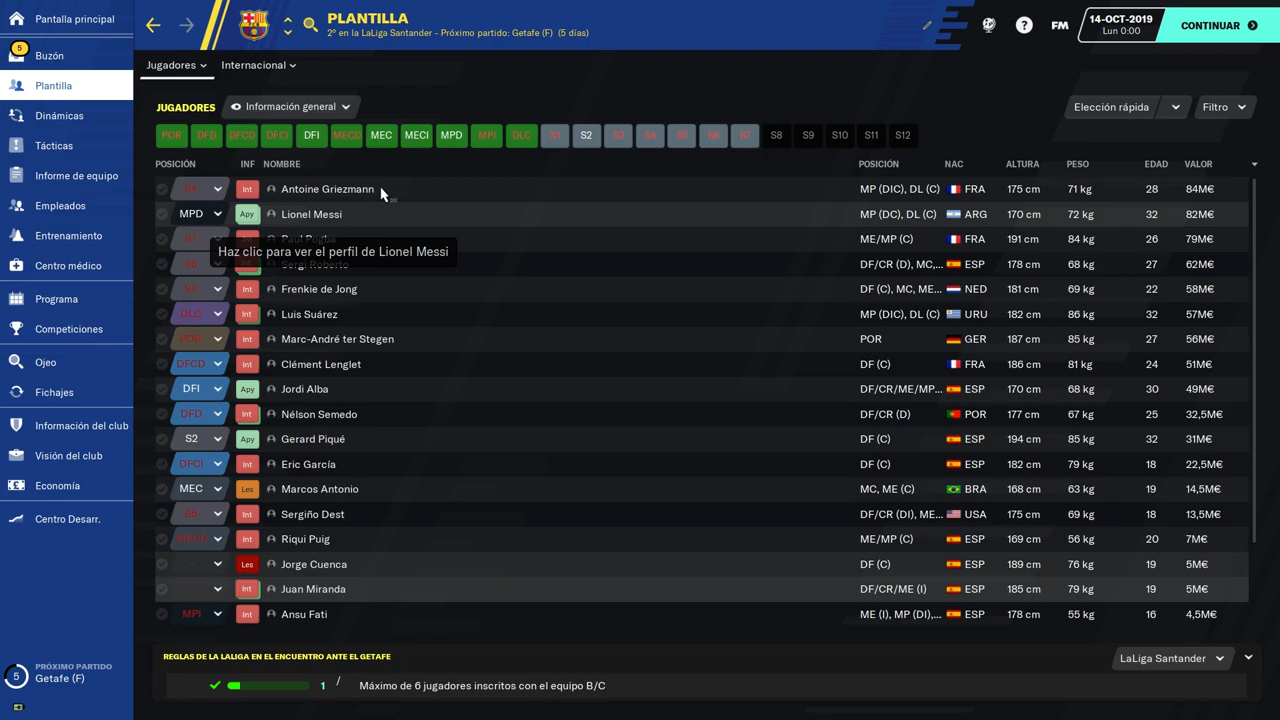 Pantalla principal
5
Buzón
Plantilla
Dinámicas
Tácticas
Informe de equipo
Empleados
Entrenamiento
Centro médico
Programa
Competiciones
Ojeo
Fichajes
Información del club
Visión del club
Economía
Centro Desarr.
PRÓXIMO PARTIDO
5
Getafe (F)
PLANTILLA
2º en la LaLiga Santander - Próximo partido: Getafe (F) (5 días)
?
FM
14-OCT-2019
Lun 0:00
CONTINUAR
Jugadores
Internacional
JUGADORES
Información general
Elección rápida
Filtro
POR DFD DFCD DFCI DFI MECD MEC MECI MPD MPI DLC S1 S2 S3 S4 S5 S6 S7 S8 S9 S10 S11 S12
POSICIÓN INF NOMBRE POSICIÓN NAC ALTURA PESO EDAD VALOR
S4 Int Antoine Griezmann MP (DIC), DL (C) FRA 175 cm 71 kg 28 84M€
MPD Apy Lionel Messi MP (DC), DL (C) ARG 170 cm 72 kg 32 82M€
S7 Int Paul Pogba ME/MP (C) FRA 191 cm 84 kg 26 79M€
Haz clic para ver el perfil de Lionel Messi
S5 Int Sergi Roberto DF/CR (D), MC,... ESP 178 cm 68 kg 27 62M€
S3 Int Frenkie de Jong DF (C), MC, ME... NED 181 cm 69 kg 22 58M€
DLC Int Luis Suárez MP (DIC), DL (C) URU 182 cm 86 kg 32 57M€
POR Int Marc-André ter Stegen POR GER 187 cm 85 kg 27 56M€
DFCD Int Clément Lenglet DF (C) FRA 186 cm 81 kg 24 51M€
DFI Apy Jordi Alba DF/CR/ME/MP... ESP 170 cm 68 kg 30 49M€
DFD Int Nélson Semedo DF/CR (D) POR 177 cm 67 kg 25 32,5M€
S2 Apy Gerard Piqué DF (C) ESP 194 cm 85 kg 32 31M€
DFCI Int Eric García DF (C) ESP 182 cm 79 kg 18 22,5M€
MEC Les Marcos Antonio MC, ME (C) BRA 168 cm 63 kg 19 14,5M€
S6 Int Sergiño Dest DF/CR (DI), ME... USA 175 cm 69 kg 18 13,5M€
MECD Int Riqui Puig ME/MP (C) ESP 169 cm 56 kg 20 7M€
- Les Jorge Cuenca DF (C) ESP 189 cm 76 kg 19 5M€
Int Juan Miranda DF/CR/ME (I) ESP 185 cm 79 kg 19 5M€
MPI Int Ansu Fati ME (I), MP (DI),... ESP 178 cm 55 kg 16 4,5M€
REGLAS DE LA LALIGA EN EL ENCUENTRO ANTE EL GETAFE
LaLiga Santander
1 / Máximo de 6 jugadores inscritos con el equipo B/C